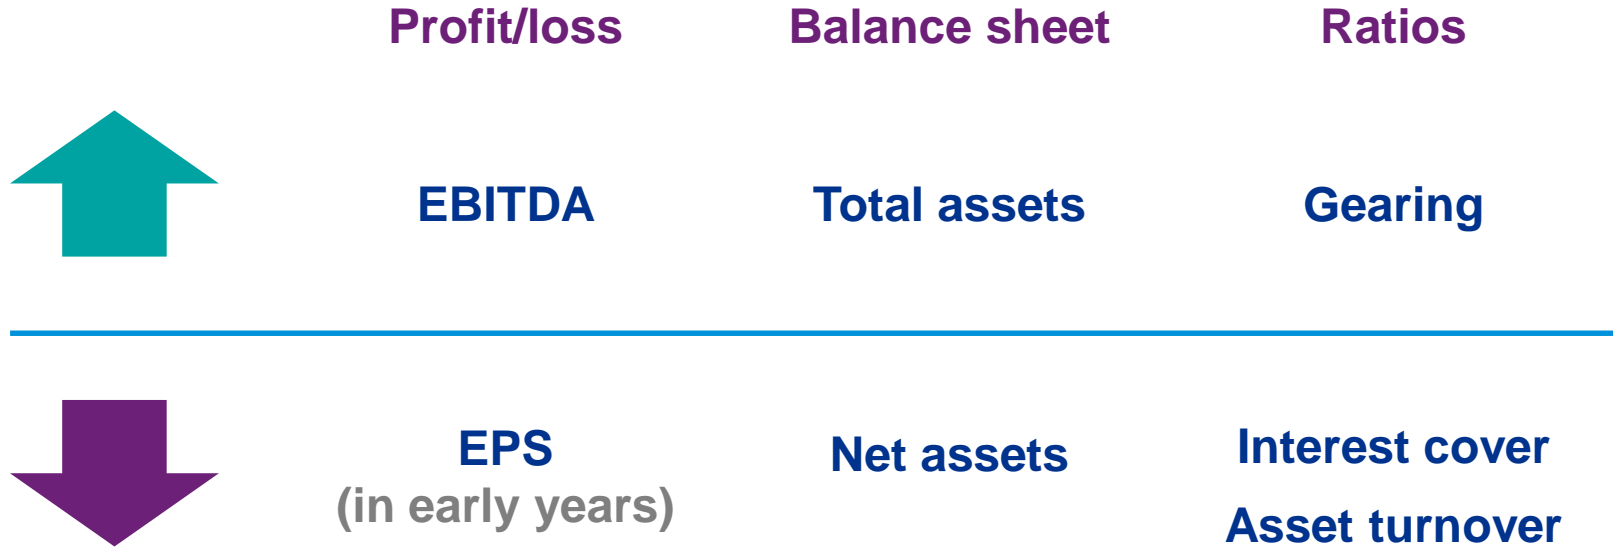 Profit/loss Balance sheet Ratios
EBITDA Total assets Gearing
EPS Net assets Interest cover
(in early years) Asset turnover